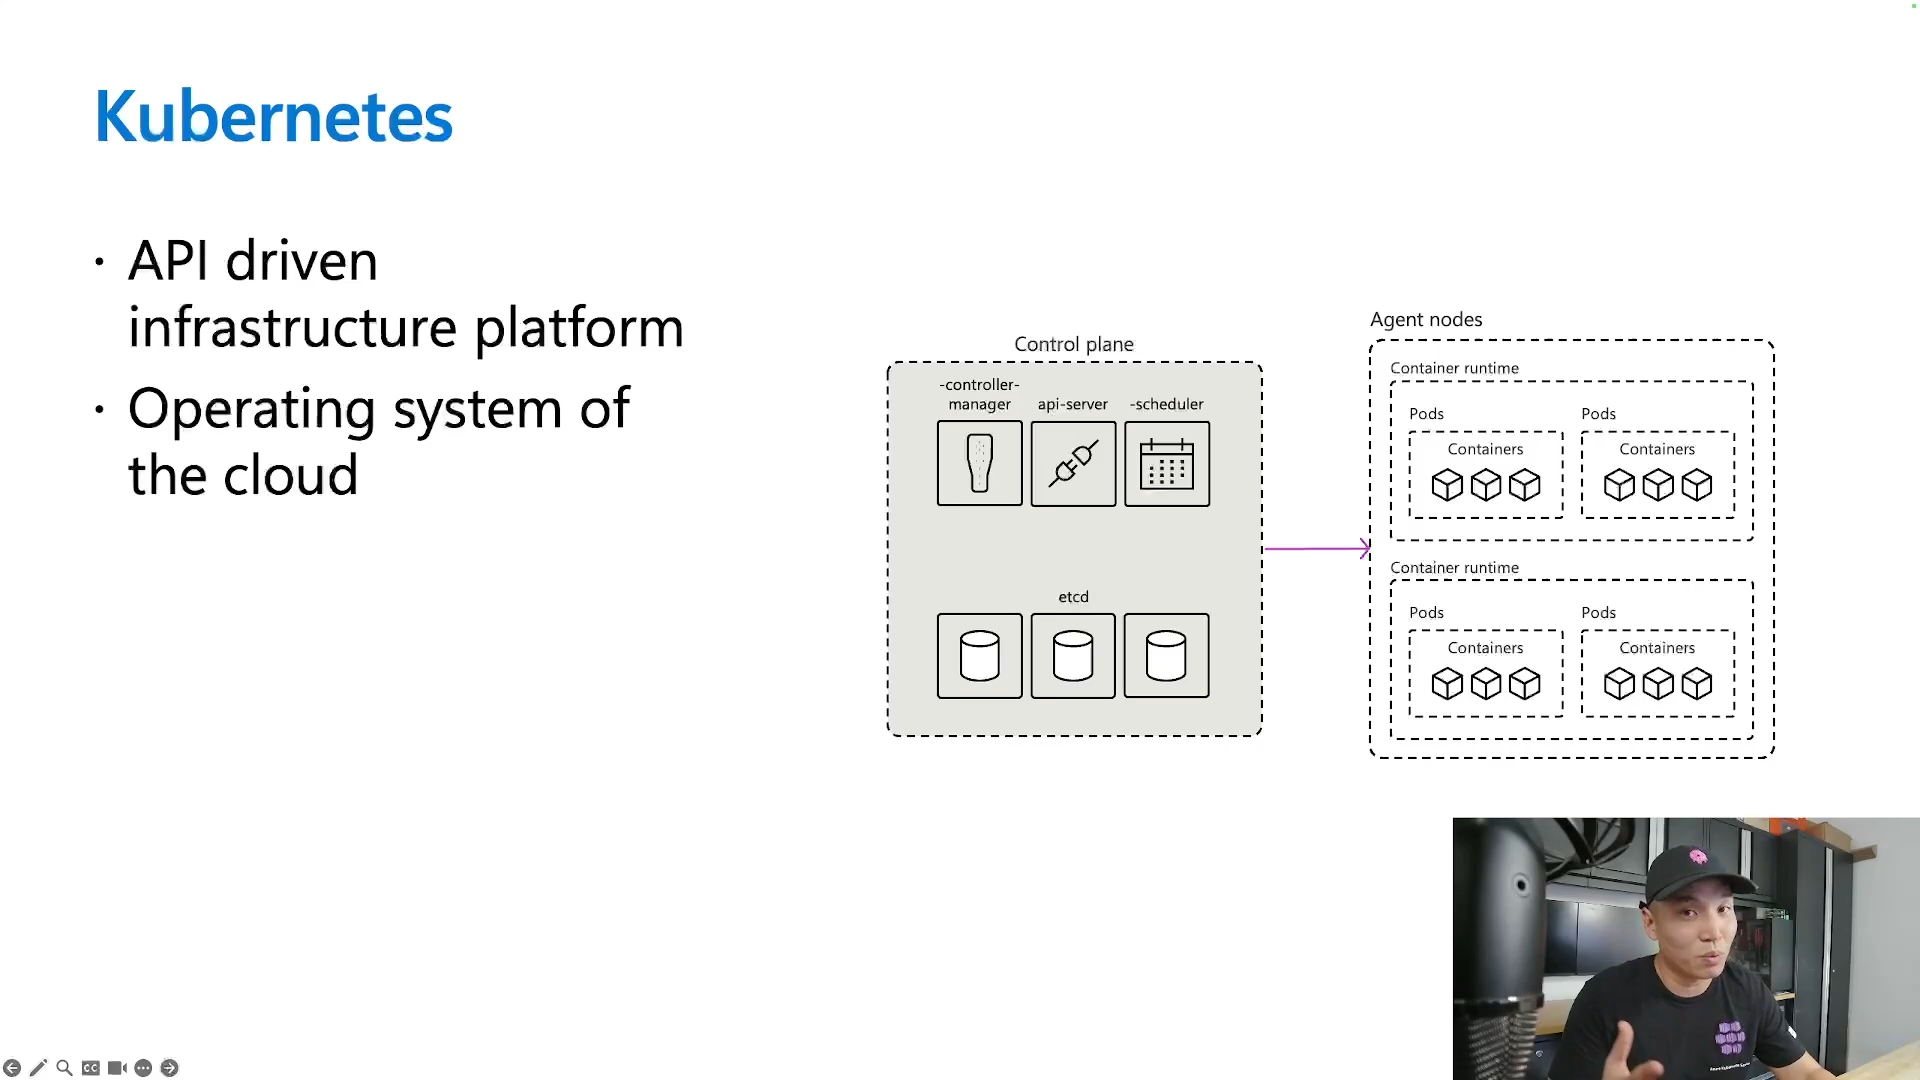 Kubernetes
• API driven
infrastructure platform
• Operating system of
the cloud
Control plane
-controller-
manager
api-server
-scheduler
etcd
Agent nodes
Container runtime
Pods
Pods
Containers
Containers
Container runtime
Pods
Pods
Containers
Containers
CC